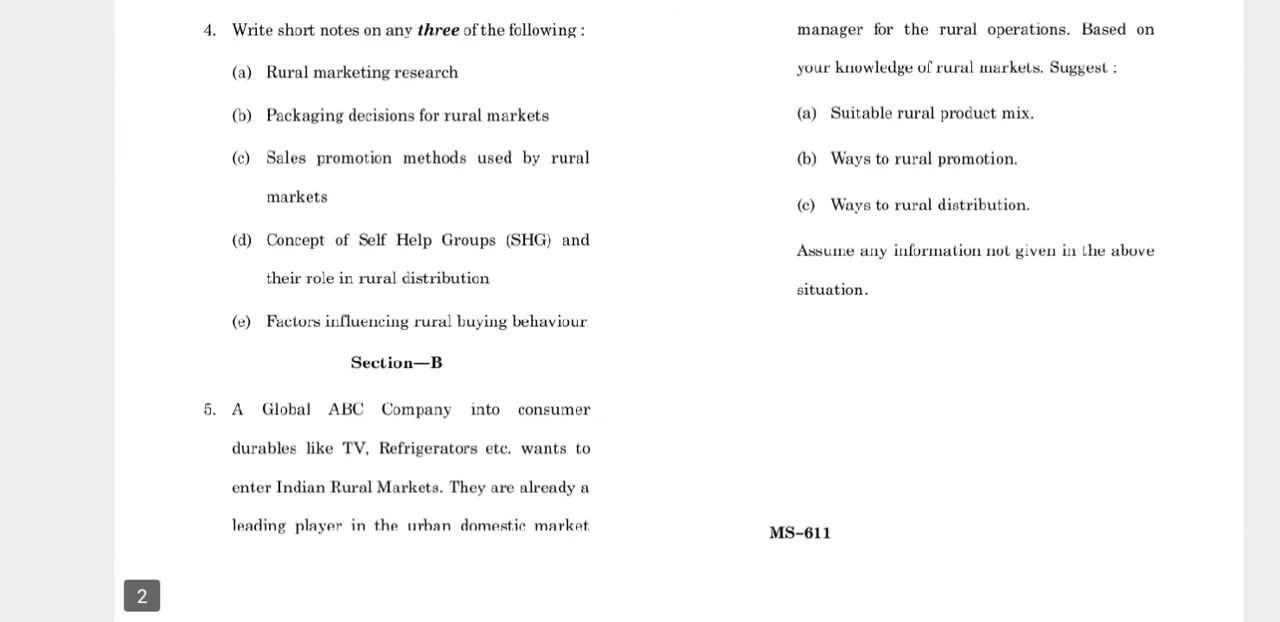 4. Write short notes on any three of the following :
(a) Rural marketing research
(b) Packaging decisions for rural markets
(c) Sales promotion methods used by rural
markets
(d) Concept of Self Help Groups (SHG) and
their role in rural distribution
(e) Factors influencing rural buying behaviour
Section—B
5. A Global ABC Company into consumer
durables like TV, Refrigerators etc. wants to
enter Indian Rural Markets. They are already a
leading player in the urban domestic market
manager for the rural operations. Based on
your knowledge of rural markets. Suggest :
(a) Suitable rural product mix.
(b) Ways to rural promotion.
(c) Ways to rural distribution.
Assume any information not given in the above
situation.
MS–611
2